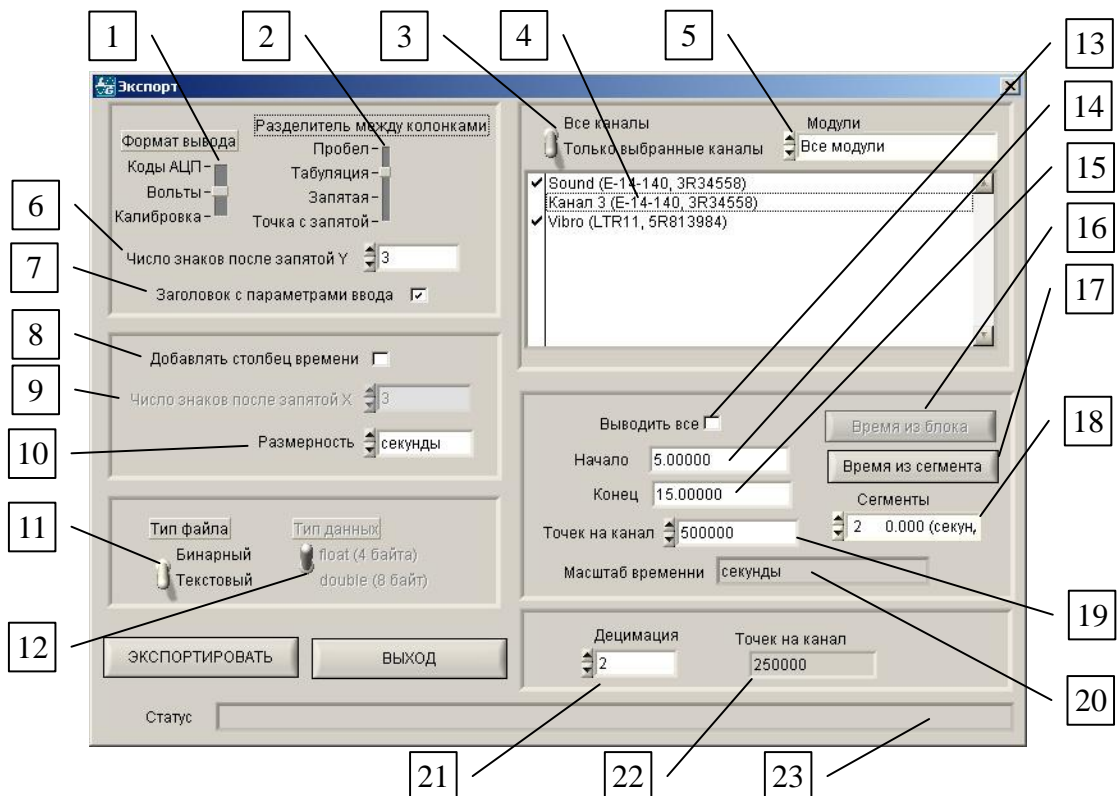 1
2
3
4
5
13
14
15
16
17
18
19
20
6
7
8
9
10
11
12
21
22
23
Экспорт
Формат вывода
Коды АЦП
Вольты
Калибровка
Разделитель между колонками
Пробел
Табуляция
Запятая
Точка с запятой
Число знаков после запятой Y
3
Заголовок с параметрами ввода
Добавлять столбец времени
Число знаков после запятой X
3
Размерность
секунды
Тип файла
Бинарный
Текстовый
Тип данных
float (4 байта)
double (8 байт)
ЭКСПОРТИРОВАТЬ
ВЫХОД
Статус
Все каналы
Только выбранные каналы
Модули
Все модули
Sound (E-14-140, 3R34558)
Канал 3 (E-14-140, 3R34558)
Vibro (LTR11, 5R813984)
Выводить все
Начало
5.00000
Конец
15.00000
Точек на канал
500000
Масштаб временни
секунды
Время из блока
Время из сегмента
Сегменты
2 0.000 (секун,
Децимация
2
Точек на канал
250000